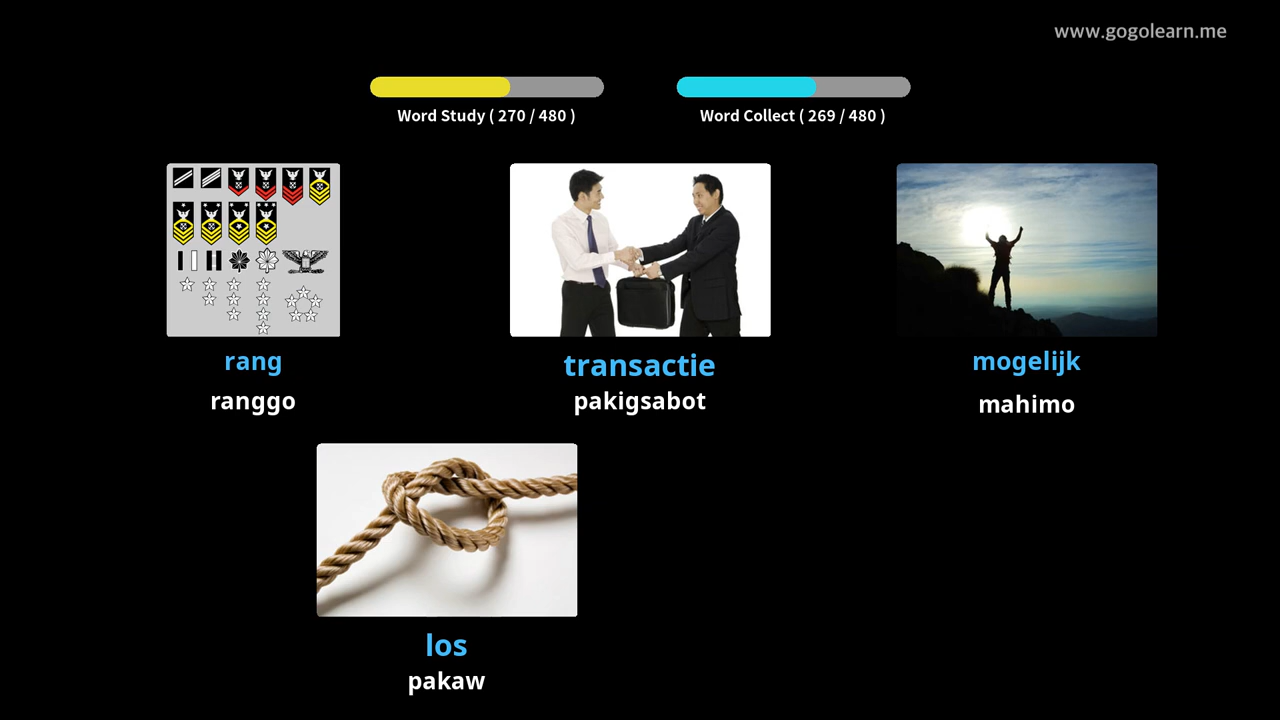 www.gogolearn.me
Word Study ( 270 / 480 )
Word Collect ( 269 / 480 )
rang
ranggo
transactie
pakigsabot
mogelijk
mahimo
los
pakaw